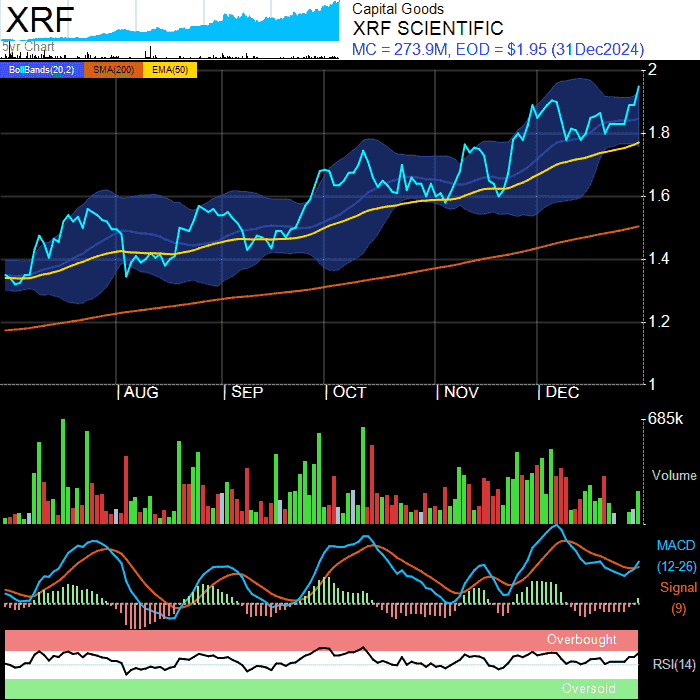 XRF
5yr Chart
Capital Goods
XRF SCIENTIFIC
MC = 273.9M, EOD = $1.95 (31Dec2024)
BollBands(20,2) SMA(200) EMA(50)
2
1.8
1.6
1.4
1.2
1
AUG SEP OCT NOV DEC
685k
Volume
MACD
(12-26)
Signal
(9)
Overbought
RSI(14)
Oversold